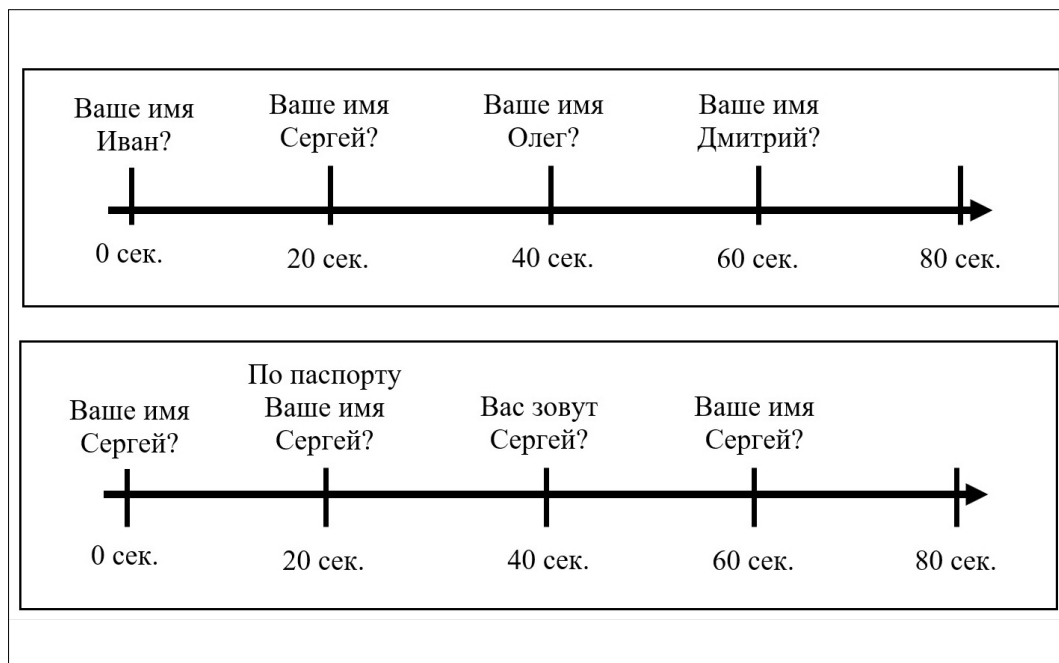 Ваше имя
Иван?
Ваше имя
Сергей?
Ваше имя
Олег?
Ваше имя
Дмитрий?
0 сек.
20 сек.
40 сек.
60 сек.
80 сек.
Ваше имя
Сергей?
По паспорту
Ваше имя
Сергей?
Вас зовут
Сергей?
Ваше имя
Сергей?
0 сек.
20 сек.
40 сек.
60 сек.
80 сек.